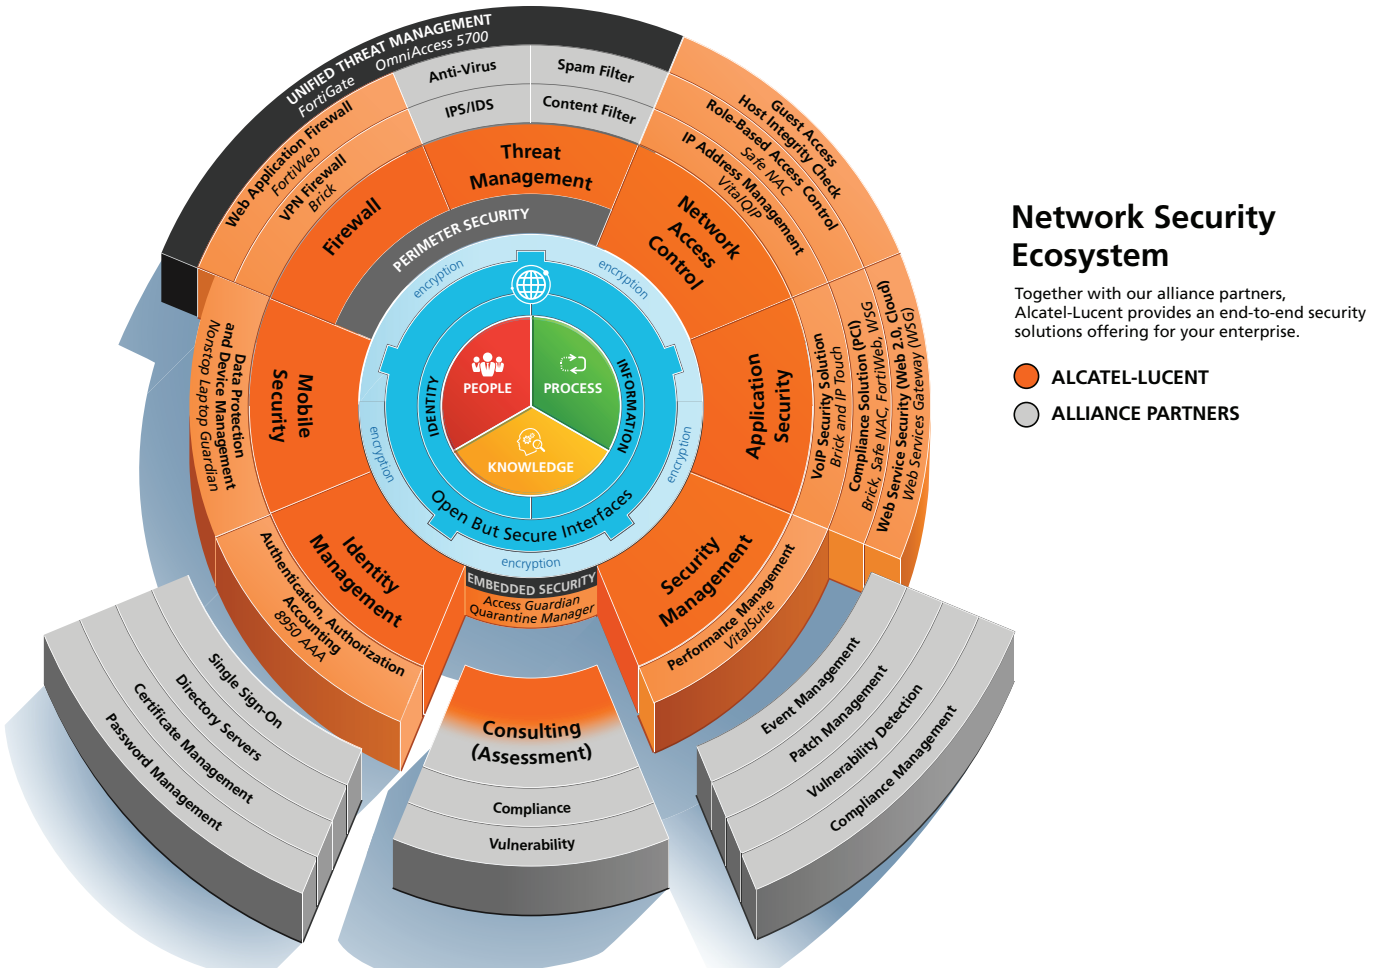 UNIFIED THREAT MANAGEMENT
FortiGate OmniAccess 5700
Anti-Virus
Spam Filter
IPS/IDS
Content Filter
Threat
Management
Web Application Firewall
FortiWeb
VPN Firewall
Brick
Firewall
PERIMETER SECURITY
Guest Access
Host Integrity Check
Role-Based Access Control
Safe NAC
IP Address Management
VitalQIP
Network
Access
Control
Network Security
Ecosystem
Together with our alliance partners,
Alcatel-Lucent provides an end-to-end security
solutions offering for your enterprise.
ALCATEL-LUCENT
ALLIANCE PARTNERS
encryption
encryption
encryption
encryption
encryption
IDENTITY
INFORMATION
PEOPLE
PROCESS
KNOWLEDGE
Open But Secure Interfaces
Data Protection
and Device Management
Nonstop Laptop Guardian
Mobile
Security
Application
Security
VoIP Security Solution
Brick and IP Touch
Compliance Solution (PCI)
Brick, Safe NAC, FortiWeb, WSG
Web Service Security (Web 2.0, Cloud)
Web Services Gateway (WSG)
Identity
Management
Authentication, Authorization
Accounting
8950 AAA
EMBEDDED SECURITY
Access Guardian
Quarantine Manager
Security
Management
Performance Management
VitalSuite
Single Sign-On
Directory Servers
Certificate Management
Password Management
Consulting
(Assessment)
Compliance
Vulnerability
Event Management
Patch Management
Vulnerability Detection
Compliance Management